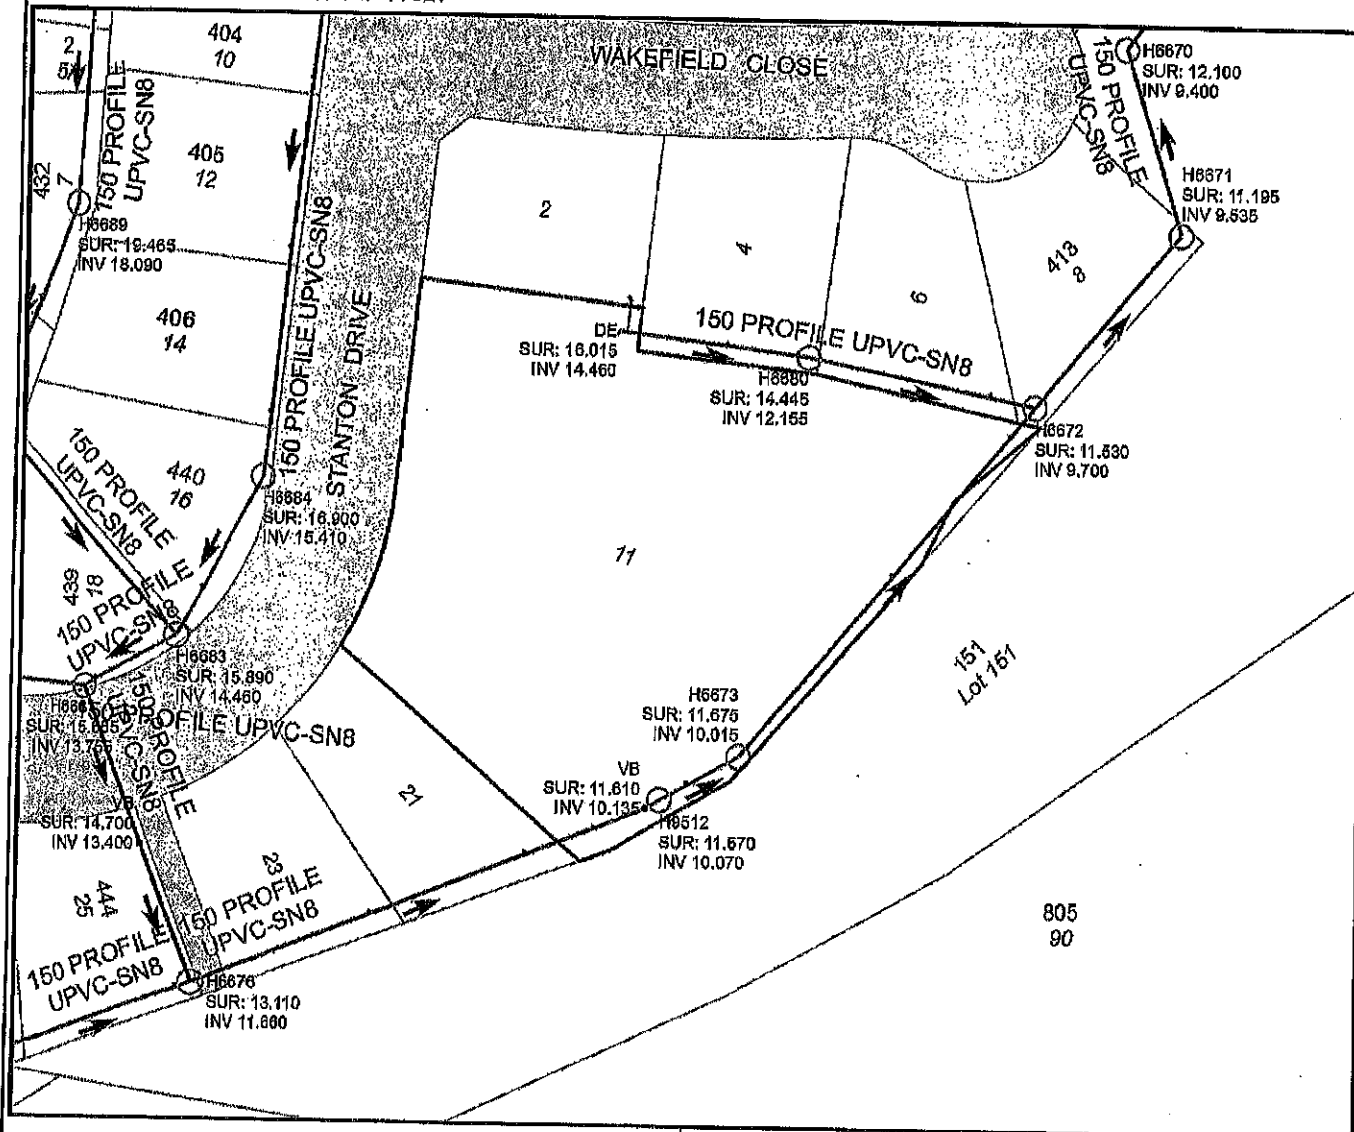 WAKEFIELD CLOSE
404
10
2
5
150 PROFILE
UPVC-SN8
405
12
432
7
H6689
SUR: 19.465
INV 18.090
406
14
150 PROFILE UPVC-SN8
STANTON DRIVE
150 PROFILE
UPVC-SN8
H6670
SUR: 12.100
INV 9.400
H6671
SUR: 11.195
INV 9.535
2
4
6
413
8
DE
SUR: 16.015
INV 14.460
150 PROFILE UPVC-SN8
H6680
SUR: 14.445
INV 12.155
H6672
SUR: 11.530
INV 9.700
150 PROFILE
UPVC-SN8
440
16
H6684
SUR: 16.900
INV 15.410
11
439
18
150 PROFILE
UPVC-SN8
H6683
SUR: 15.890
INV 14.460
150 PROFILE
UPVC-SN8
PROFILE UPVC-SN8
151
Lot 151
H6673
SUR: 11.675
INV 10.015
VB
SUR: 11.610
INV 10.135
H9512
SUR: 11.570
INV 10.070
21
SUR: 14.700
INV 13.400
23
444
25
150 PROFILE
UPVC-SN8
150 PROFILE
UPVC-SN8
H6676
SUR: 13.110
INV 11.660
805
90